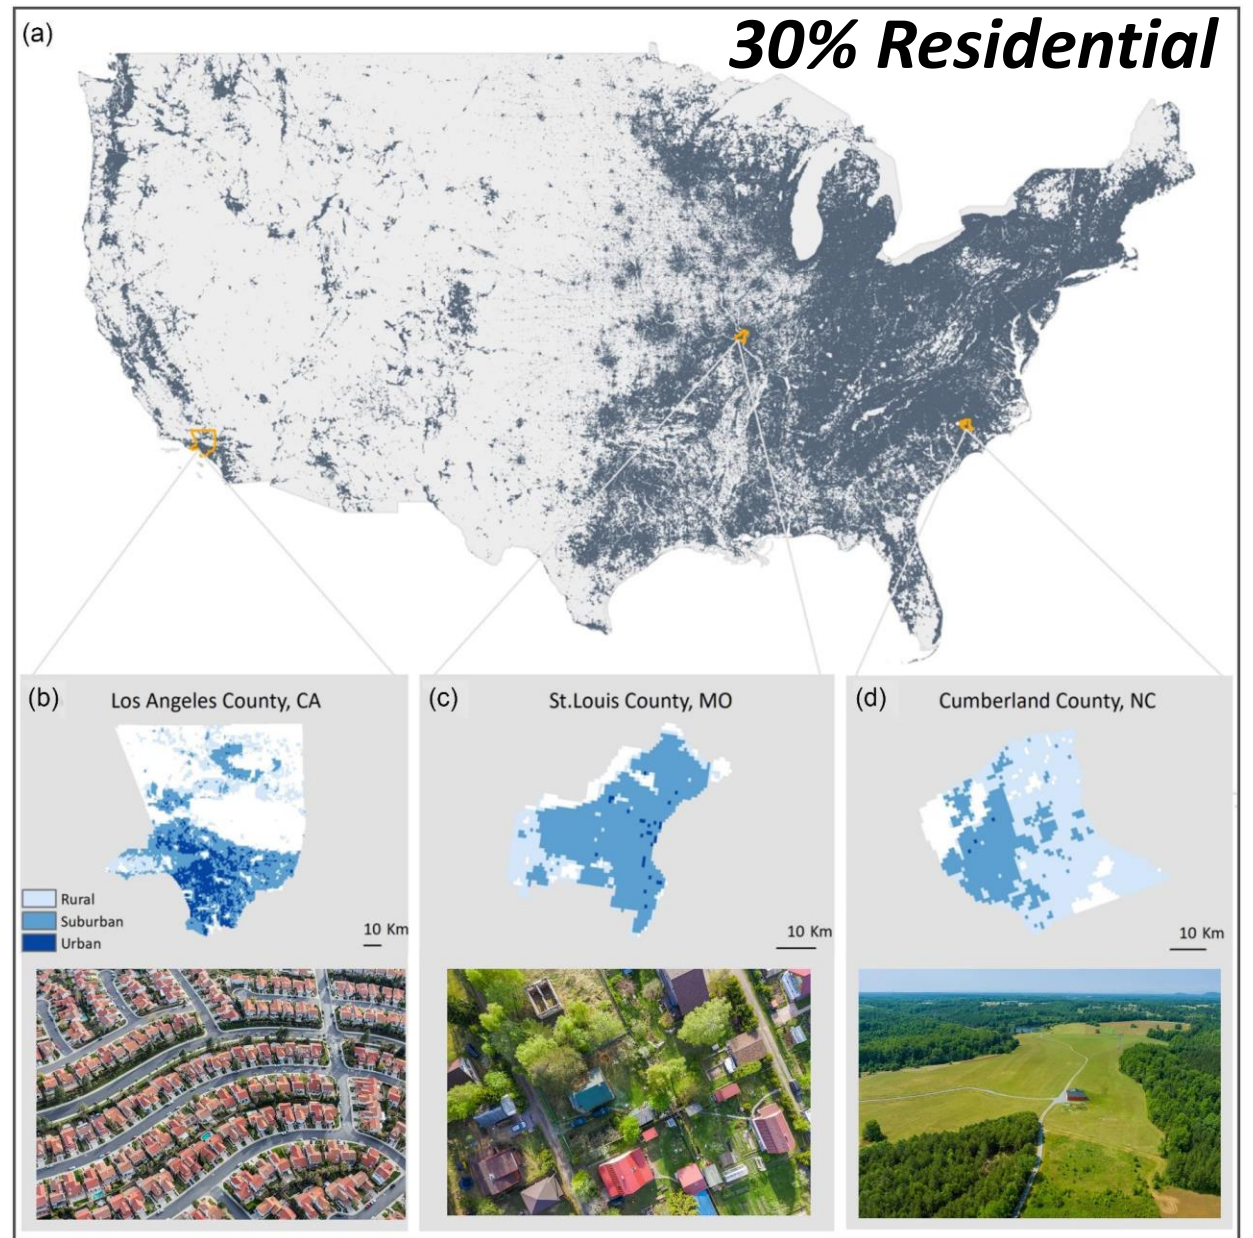 (a)
30% Residential
(b)
Los Angeles County, CA
Rural
Suburban
Urban
10 Km
(c)
St.Louis County, MO
10 Km
(d)
Cumberland County, NC
10 Km